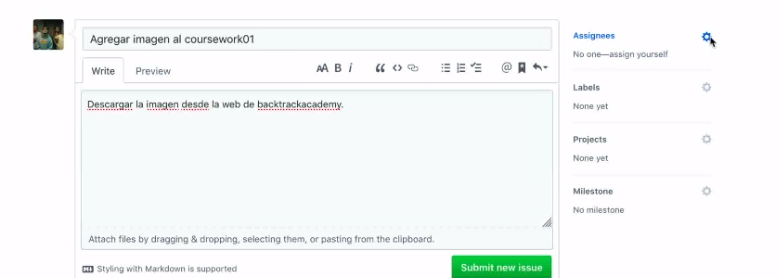 Agregar imagen al coursework01
Assignees
No one—assign yourself
Write Preview AA B i
Descargar la imagen desde la web de backtrackacademy.
Labels
None yet
Projects
None yet
Milestone
No milestone
Attach files by dragging & dropping, selecting them, or pasting from the clipboard.
Styling with Markdown is supported
Submit new issue